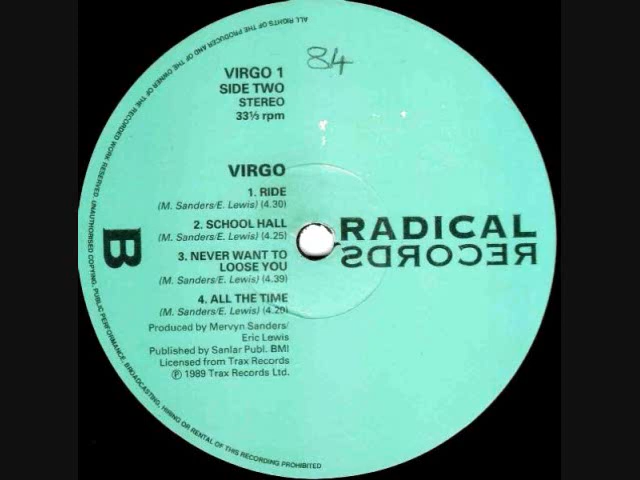 84
VIRGO 1
SIDE TWO
STEREO
33⅓ rpm
VIRGO
1. RIDE
(M. Sanders/E. Lewis) (4.30)
2. SCHOOL HALL
(M. Sanders/E. Lewis) (4.25)
3. NEVER WANT TO
LOOSE YOU
(M. Sanders/E. Lewis) (4.39)
4. ALL THE TIME
(M. Sanders/E. Lewis) (4.20)
Produced by Mervyn Sanders/
Eric Lewis
Published by Sanlar Publ. BMI
Licensed from Trax Records
℗ 1989 Trax Records Ltd.
B
RADICAL
RECORDS
ALL RIGHTS OF THE PRODUCER AND OF THE OWNER OF THE RECORDED WORK RESERVED. UNAUTHORISED COPYING, PUBLIC PERFORMANCE, BROADCASTING, HIRING OR RENTAL OF THIS RECORDING PROHIBITED